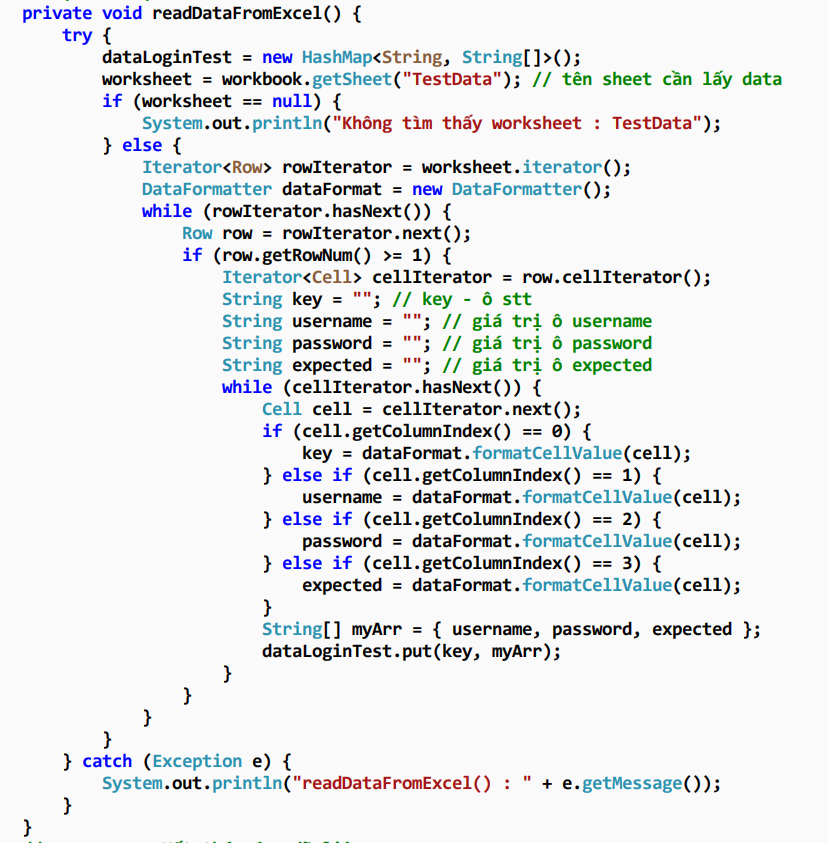 private void readDataFromExcel() {
try {
dataLoginTest = new HashMap<String, String[]>();
worksheet = workbook.getSheet("TestData"); // tên sheet cần lấy data
if (worksheet == null) {
System.out.println("Không tìm thấy worksheet : TestData");
} else {
Iterator<Row> rowIterator = worksheet.iterator();
DataFormatter dataFormat = new DataFormatter();
while (rowIterator.hasNext()) {
Row row = rowIterator.next();
if (row.getRowNum() >= 1) {
Iterator<Cell> cellIterator = row.cellIterator();
String key = ""; // key - ô stt
String username = ""; // giá trị ô username
String password = ""; // giá trị ô password
String expected = ""; // giá trị ô expected
while (cellIterator.hasNext()) {
Cell cell = cellIterator.next();
if (cell.getColumnIndex() == 0) {
key = dataFormat.formatCellValue(cell);
} else if (cell.getColumnIndex() == 1) {
username = dataFormat.formatCellValue(cell);
} else if (cell.getColumnIndex() == 2) {
password = dataFormat.formatCellValue(cell);
} else if (cell.getColumnIndex() == 3) {
expected = dataFormat.formatCellValue(cell);
}
String[] myArr = { username, password, expected };
dataLoginTest.put(key, myArr);
}
}
}
}
} catch (Exception e) {
System.out.println("readDataFromExcel() : " + e.getMessage());
}
}